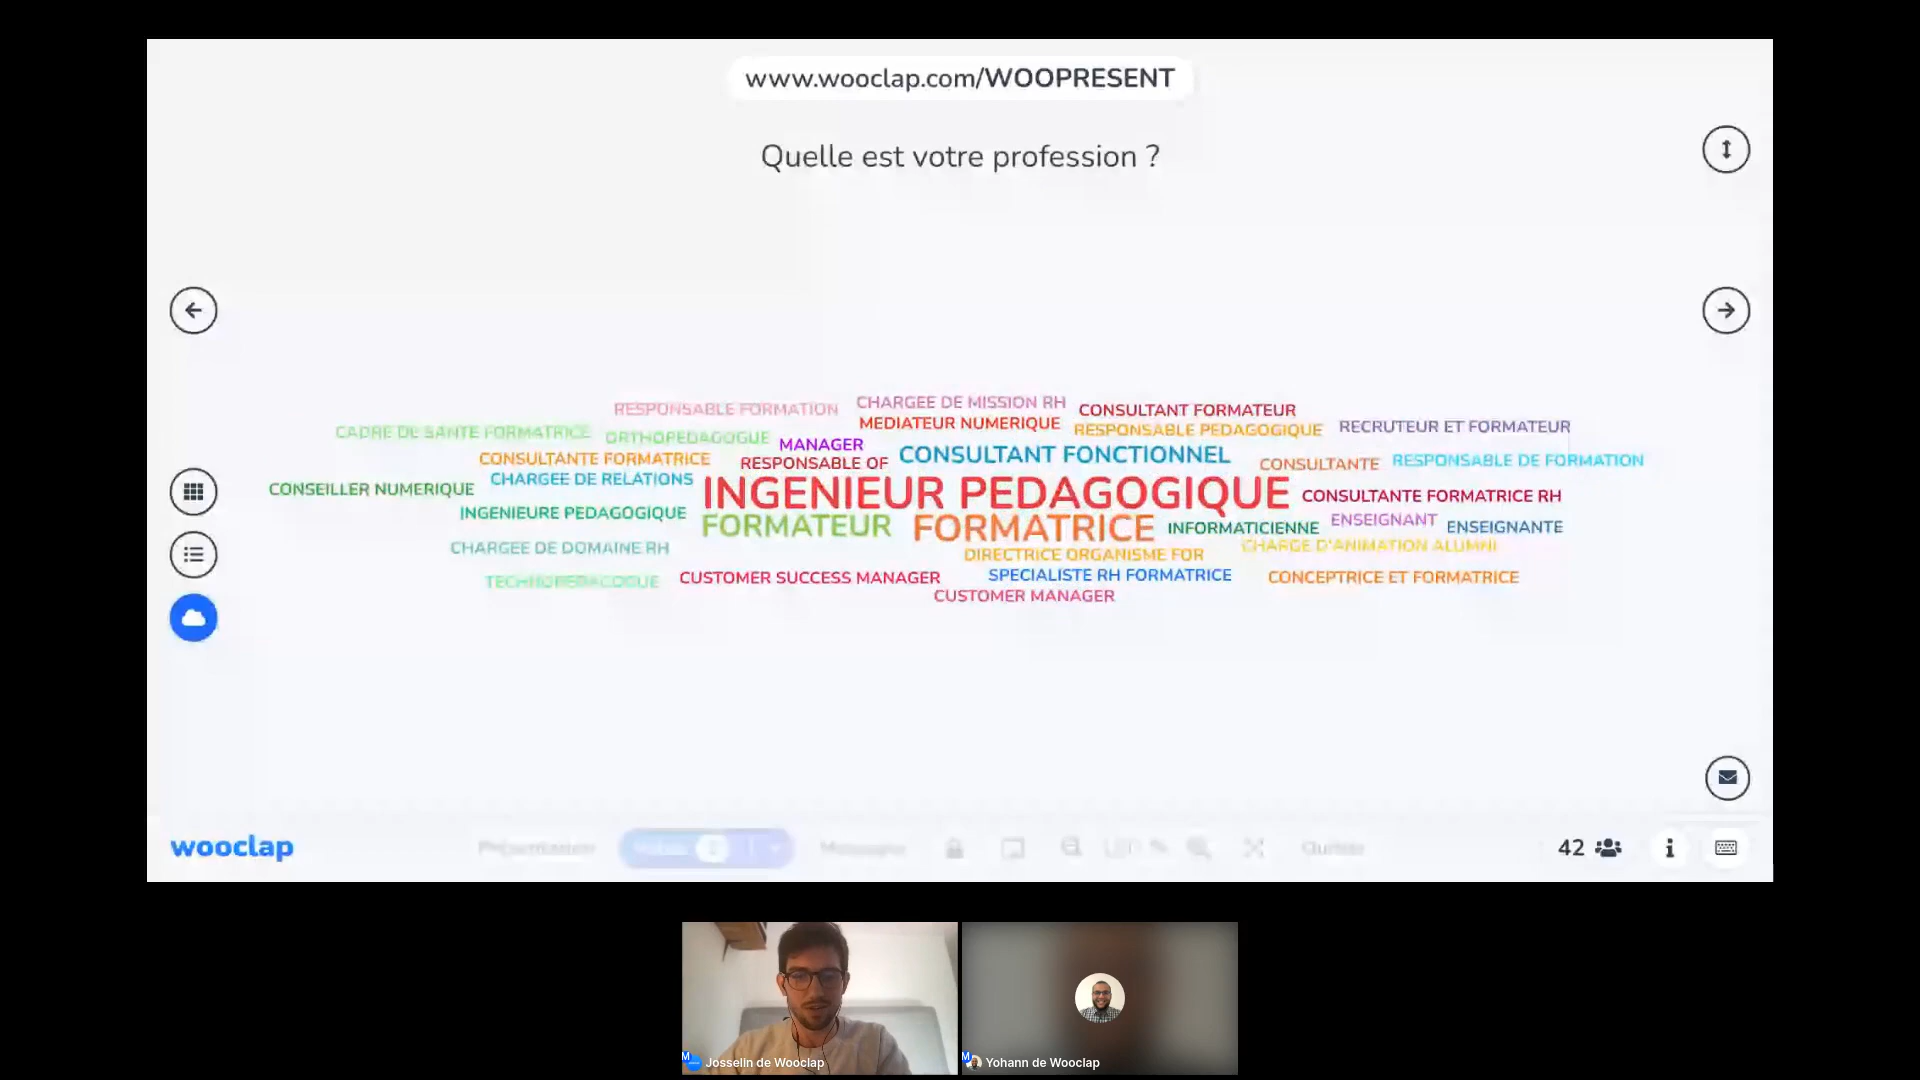 www.wooclap.com/WOOPRESENT
Quelle est votre profession ?
RESPONSABLE FORMATION
CHARGEE DE MISSION RH
CONSULTANT FORMATEUR
CADRE DE SANTE FORMATRICE
ORTHOPEDAGOGUE
MANAGER
MEDIATEUR NUMERIQUE
RESPONSABLE PEDAGOGIQUE
RECRUTEUR ET FORMATEUR
CONSULTANTE FORMATRICE
RESPONSABLE OF
CONSULTANT FONCTIONNEL
CONSULTANTE
RESPONSABLE DE FORMATION
CONSEILLER NUMERIQUE
CHARGEE DE RELATIONS
INGENIEUR PEDAGOGIQUE
CONSULTANTE FORMATRICE RH
INGENIEURE PEDAGOGIQUE
FORMATEUR
FORMATRICE
INFORMATICIENNE
ENSEIGNANT
ENSEIGNANTE
CHARGEE DE DOMAINE RH
DIRECTRICE ORGANISME FOR
CHARGE D'ANIMATION ALUMNI
TECHNOPEDAGOGUE
CUSTOMER SUCCESS MANAGER
SPECIALISTE RH FORMATRICE
CONCEPTRICE ET FORMATRICE
CUSTOMER MANAGER
wooclap
Présentation
Messages
Quitter
42
Josselin de Wooclap
Yohann de Wooclap